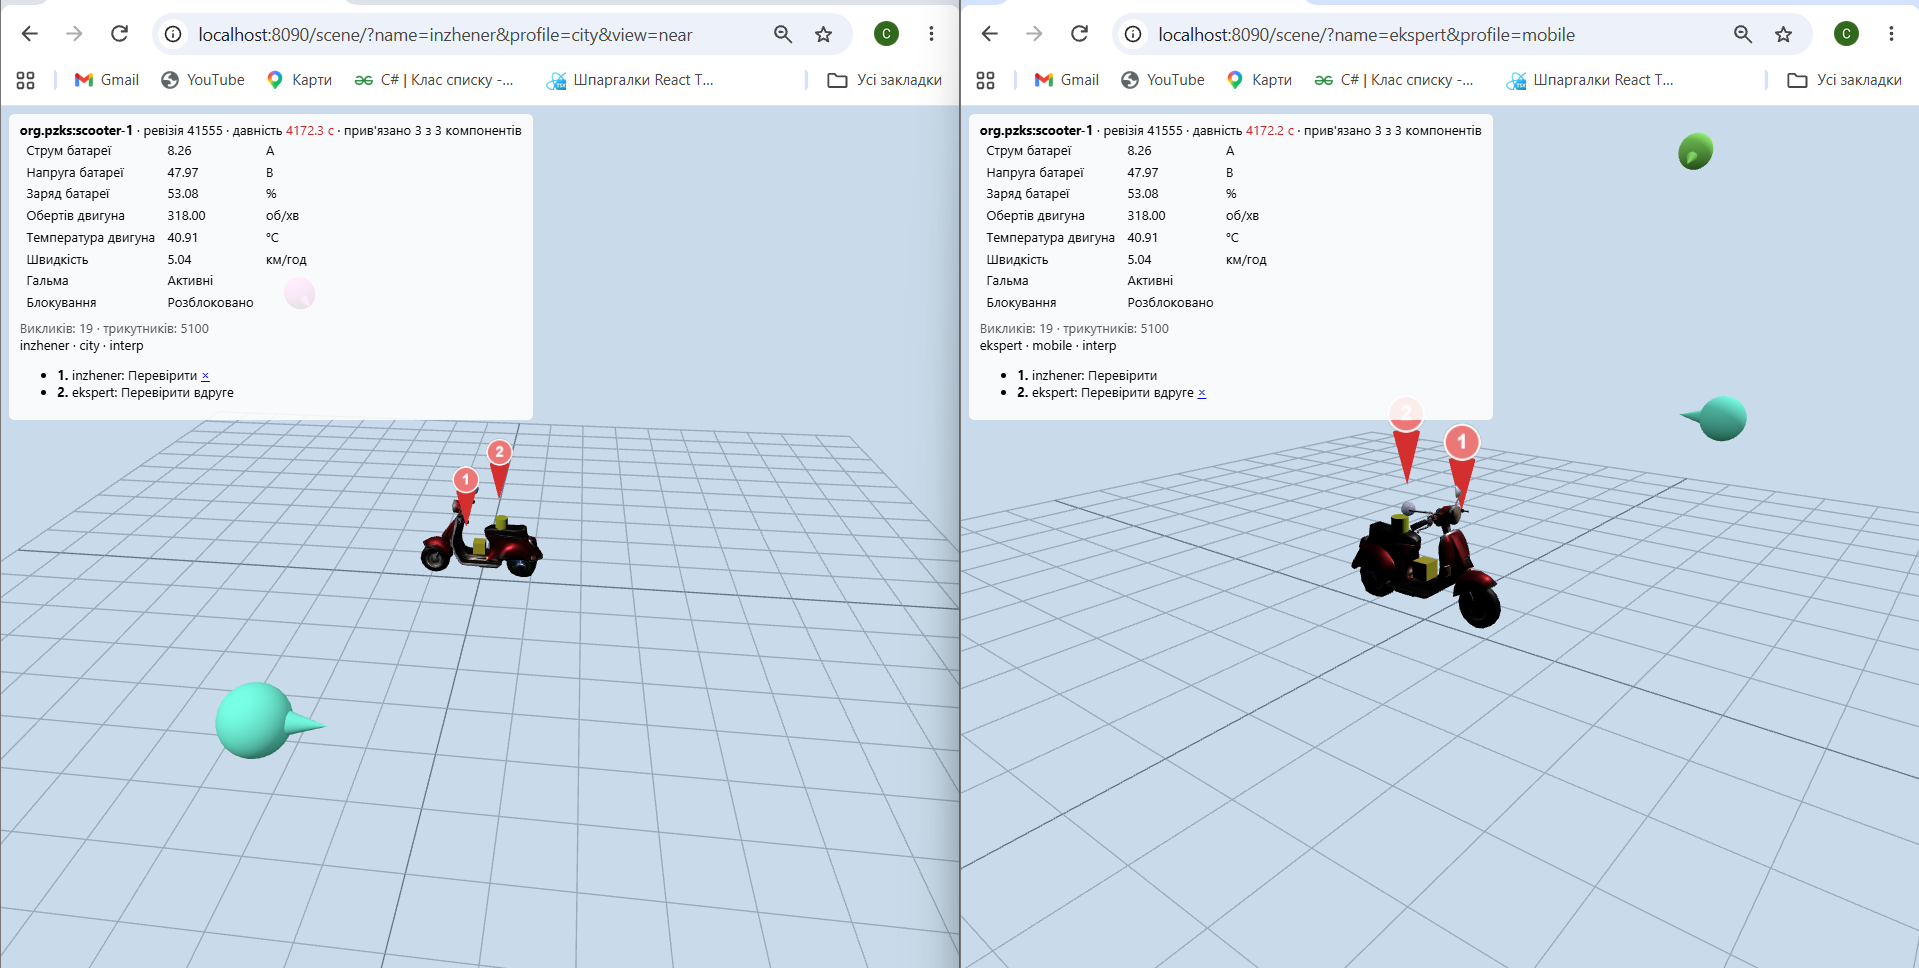 localhost:8090/scene/?name=inzhener&profile=city&view=near
C
Gmail
YouTube
Карти
C# | Клас списку -...
Шпаргалки React T...
Усі закладки
org.pzks:scooter-1 · ревізія 41555 · давність 4172.3 с · прив'язано 3 з 3 компонентів
Струм батареї 8.26 А
Напруга батареї 47.97 В
Заряд батареї 53.08 %
Обертів двигуна 318.00 об/хв
Температура двигуна 40.91 °C
Швидкість 5.04 км/год
Гальма Активні
Блокування Розблоковано
Викликів: 19 · трикутників: 5100
inzhener · city · interp
1. inzhener: Перевірити ×
2. ekspert: Перевірити вдруге
1
2
localhost:8090/scene/?name=ekspert&profile=mobile
C
Gmail
YouTube
Карти
C# | Клас списку -...
Шпаргалки React T...
Усі закладки
org.pzks:scooter-1 · ревізія 41555 · давність 4172.2 с · прив'язано 3 з 3 компонентів
Струм батареї 8.26 А
Напруга батареї 47.97 В
Заряд батареї 53.08 %
Обертів двигуна 318.00 об/хв
Температура двигуна 40.91 °C
Швидкість 5.04 км/год
Гальма Активні
Блокування Розблоковано
Викликів: 19 · трикутників: 5100
ekspert · mobile · interp
1. inzhener: Перевірити
2. ekspert: Перевірити вдруге ×
2
1